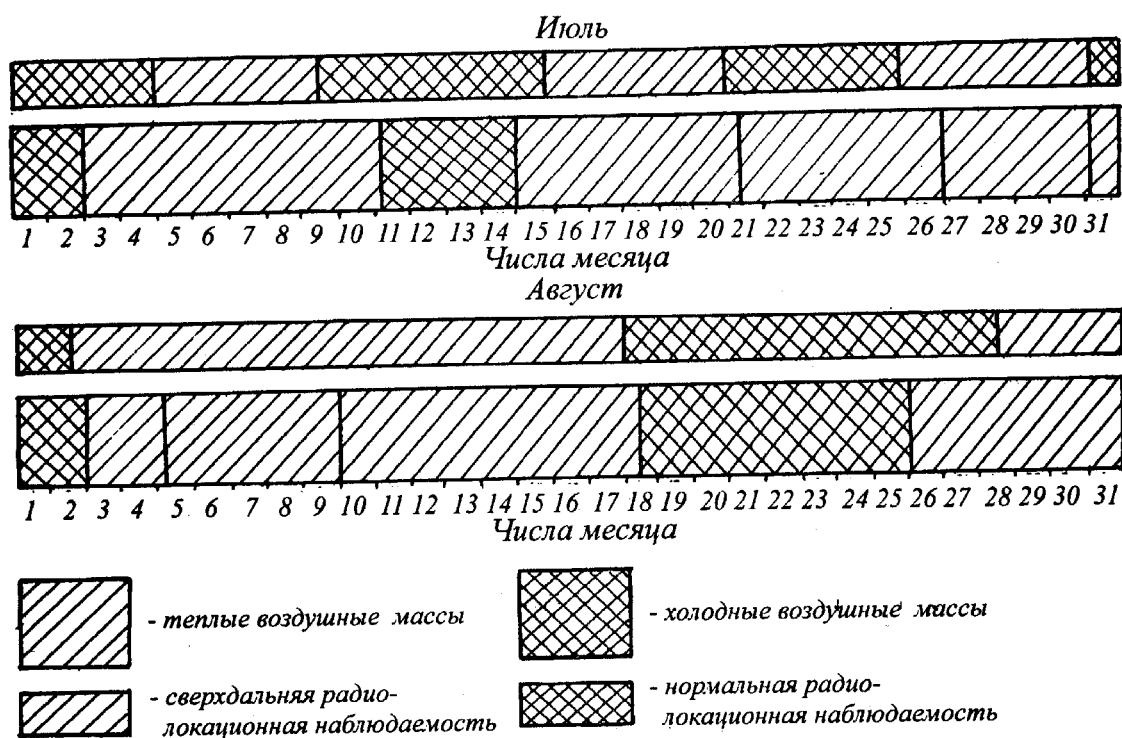 Июль
1 2 3 4 5 6 7 8 9 10 11 12 13 14 15 16 17 18 19 20 21 22 23 24 25 26 27 28 29 30 31
Числа месяца
Август
1 2 3 4 5 6 7 8 9 10 11 12 13 14 15 16 17 18 19 20 21 22 23 24 25 26 27 28 29 30 31
Числа месяца
- теплые воздушные массы
- холодные воздушные массы
- сверхдальняя радио-
локационная наблюдаемость
- нормальная радио-
локационная наблюдаемость